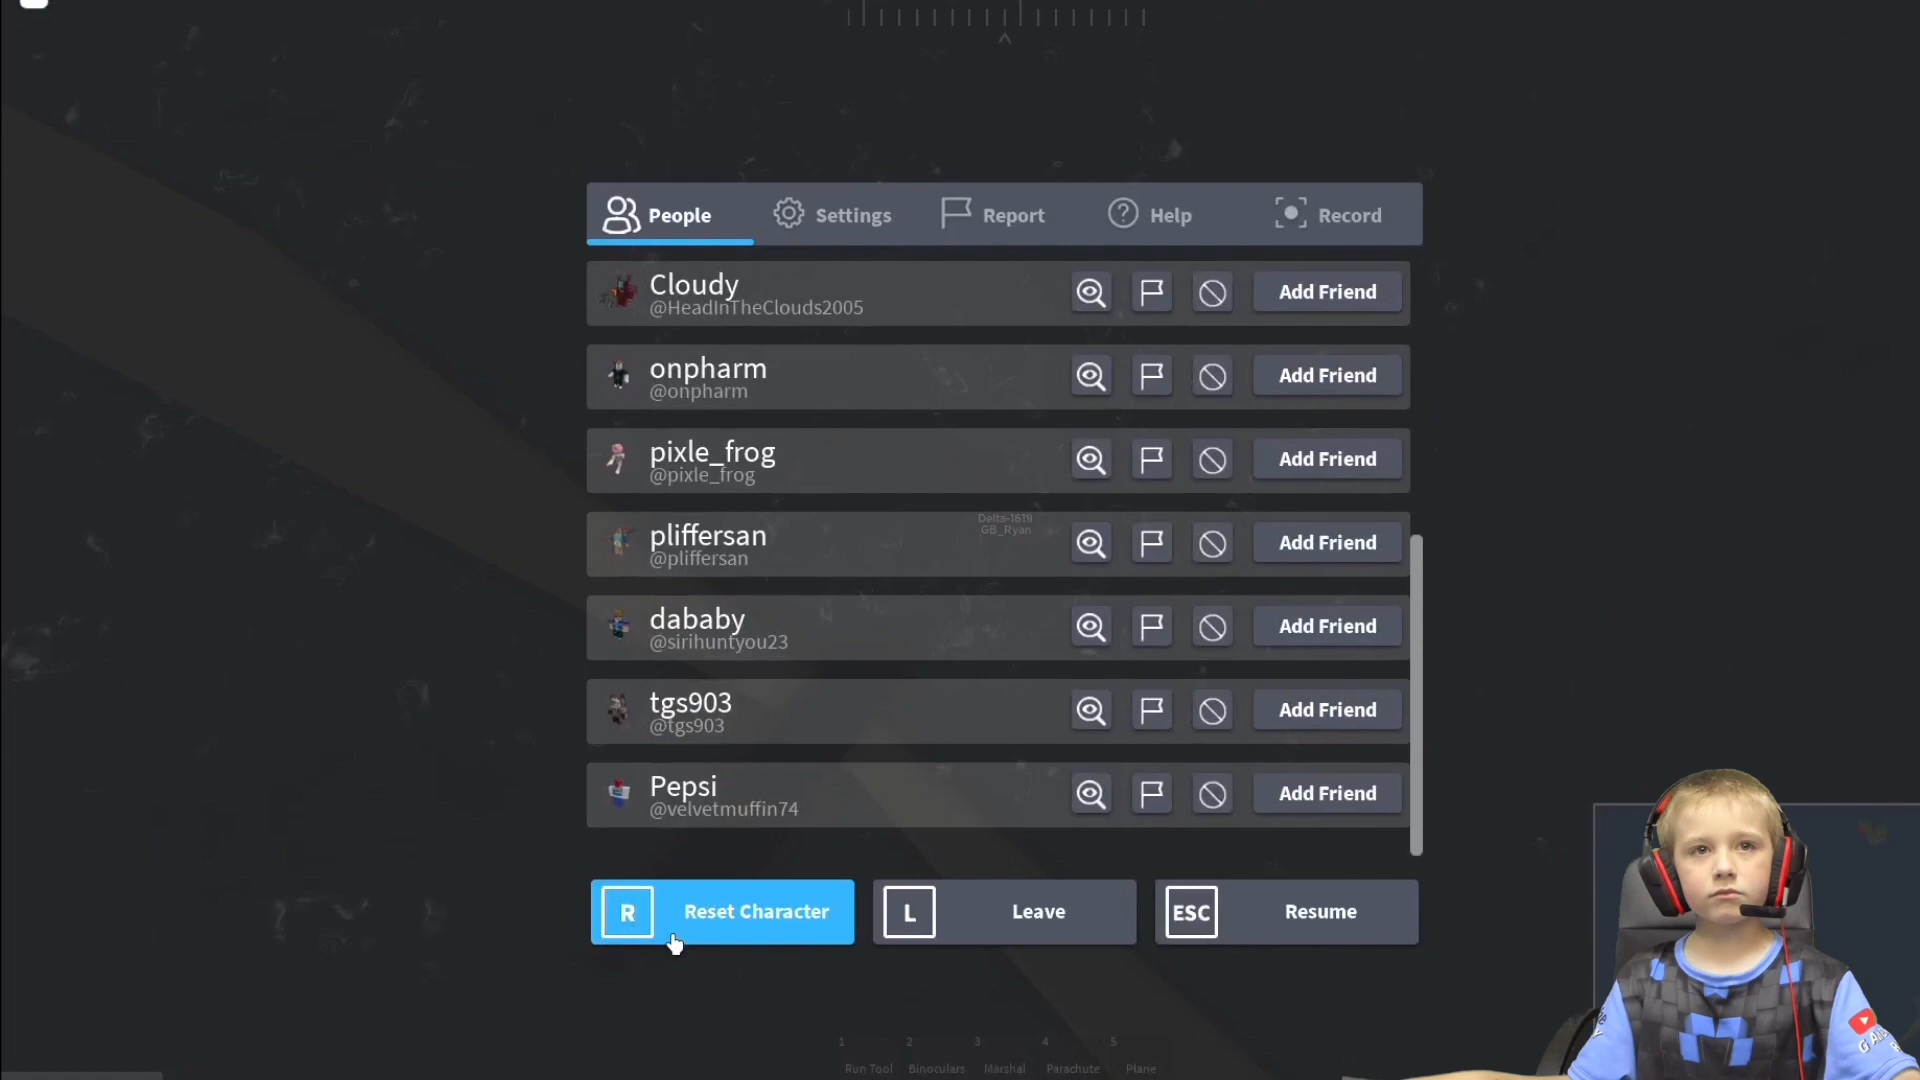 People
Settings
Report
Help
Record
Cloudy
@HeadInTheClouds2005
Add Friend
onpharm
@onpharm
Add Friend
pixle_frog
@pixle_frog
Add Friend
pliffersan
@pliffersan
Add Friend
Delta-1619
GB_Ryan
dababy
@sirihuntyou23
Add Friend
tgs903
@tgs903
Add Friend
Pepsi
@velvetmuffin74
Add Friend
R Reset Character
L Leave
ESC Resume
1 2 3 4 5
Run Tool Binoculars Marshal Parachute Plane